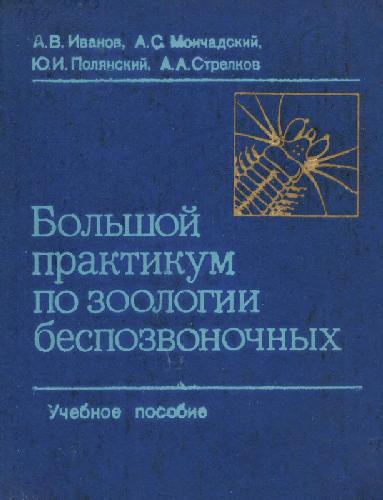 А.В.Иванов, А.С.Мончадский,
Ю.И.Полянский, А.А.Стрелков
Большой
практикум
по зоологии
беспозвоночных
Учебное пособие